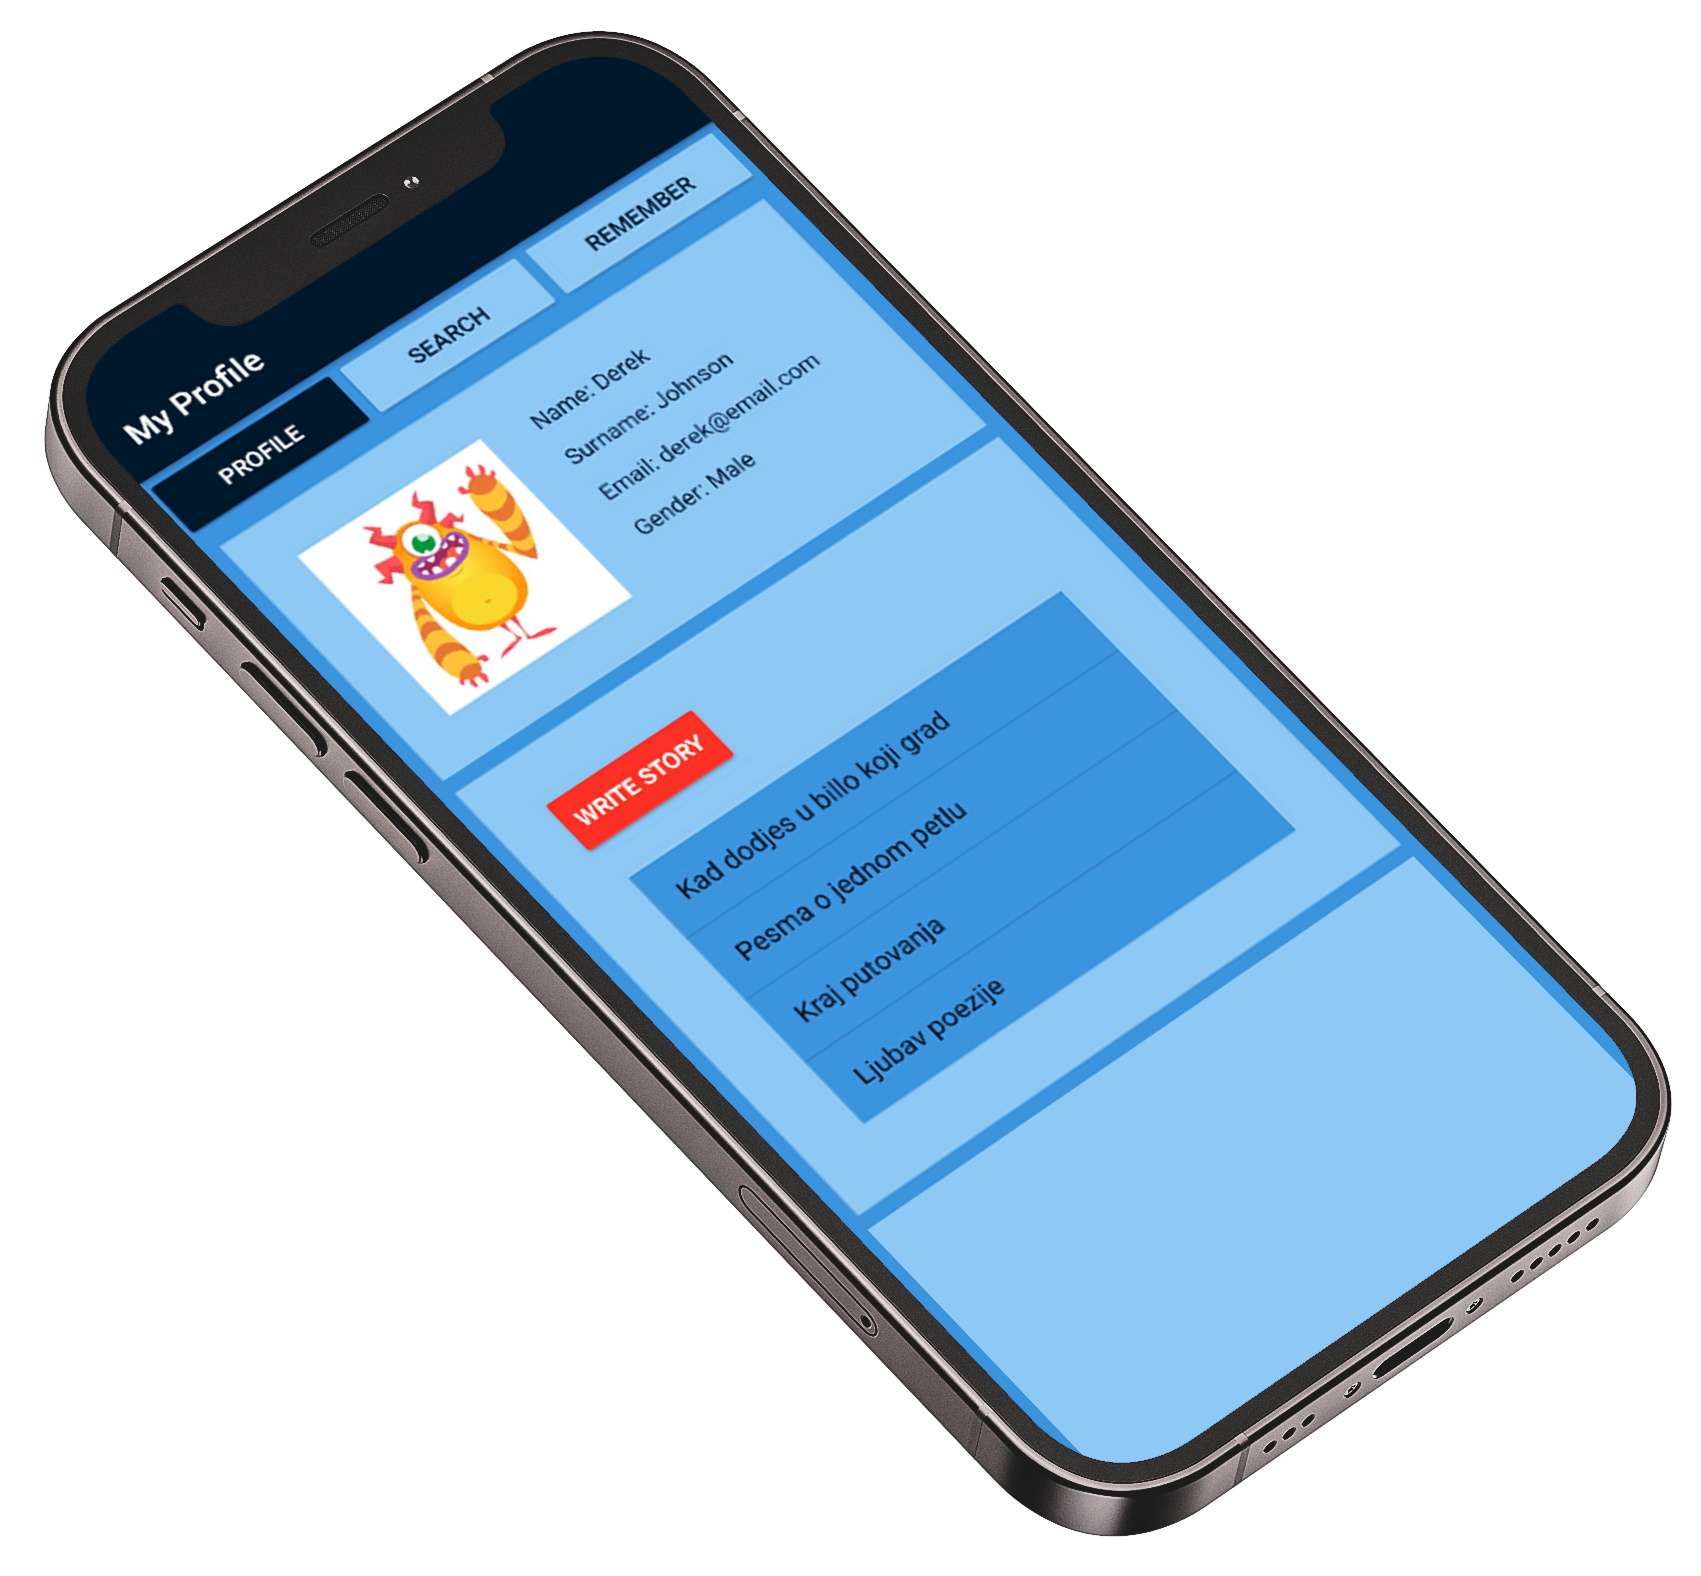 My Profile
PROFILE
SEARCH
REMEMBER
Name: Derek
Surname: Johnson
Email: derek@email.com
Gender: Male
WRITE STORY
Kad dodjes u billo koji grad
Pesma o jednom petlu
Kraj putovanja
Ljubav poezije